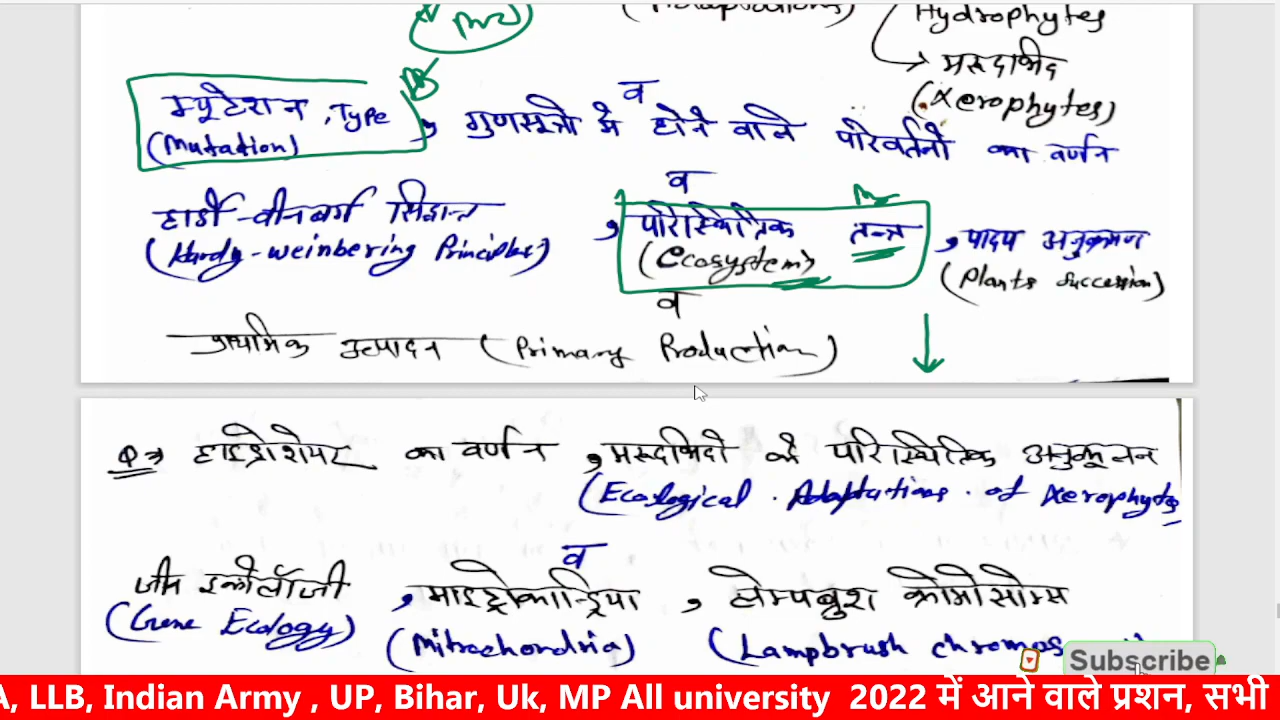 Hydrophytes
मरूदाभिद
(Xerophytes)
म्यूटेशन, Type
(Mutation)
, गुणसूत्रो में व होने वाले परिवर्तनो का वर्णन
हार्डी-वीनबर्ग सिद्धान्त
(Hardy-weinbering Principles)
व
, पारिस्थितिक तन्त्र
(Ecosystem)
, पादप अनुक्रमण
(Plants Succession)
व
प्राथमिक उत्पादन (Primary Production)
Q⇒ हाइड्रोशेयर का वर्णन, मरूदभिदो के पारिस्थितिक अनुकूलन
(Ecological. Adaptations. of Xerophytes
व
जीन इकोलॉजी , माइट्रोकान्ड्रिया , लेम्पब्रुश क्रोमोसोम्स
(Gene Ecology) (Mitrochondria) (Lampbrush chromos
Subscribe
A, LLB, Indian Army , UP, Bihar, Uk, MP All university 2022 में आने वाले प्रशन, सभी